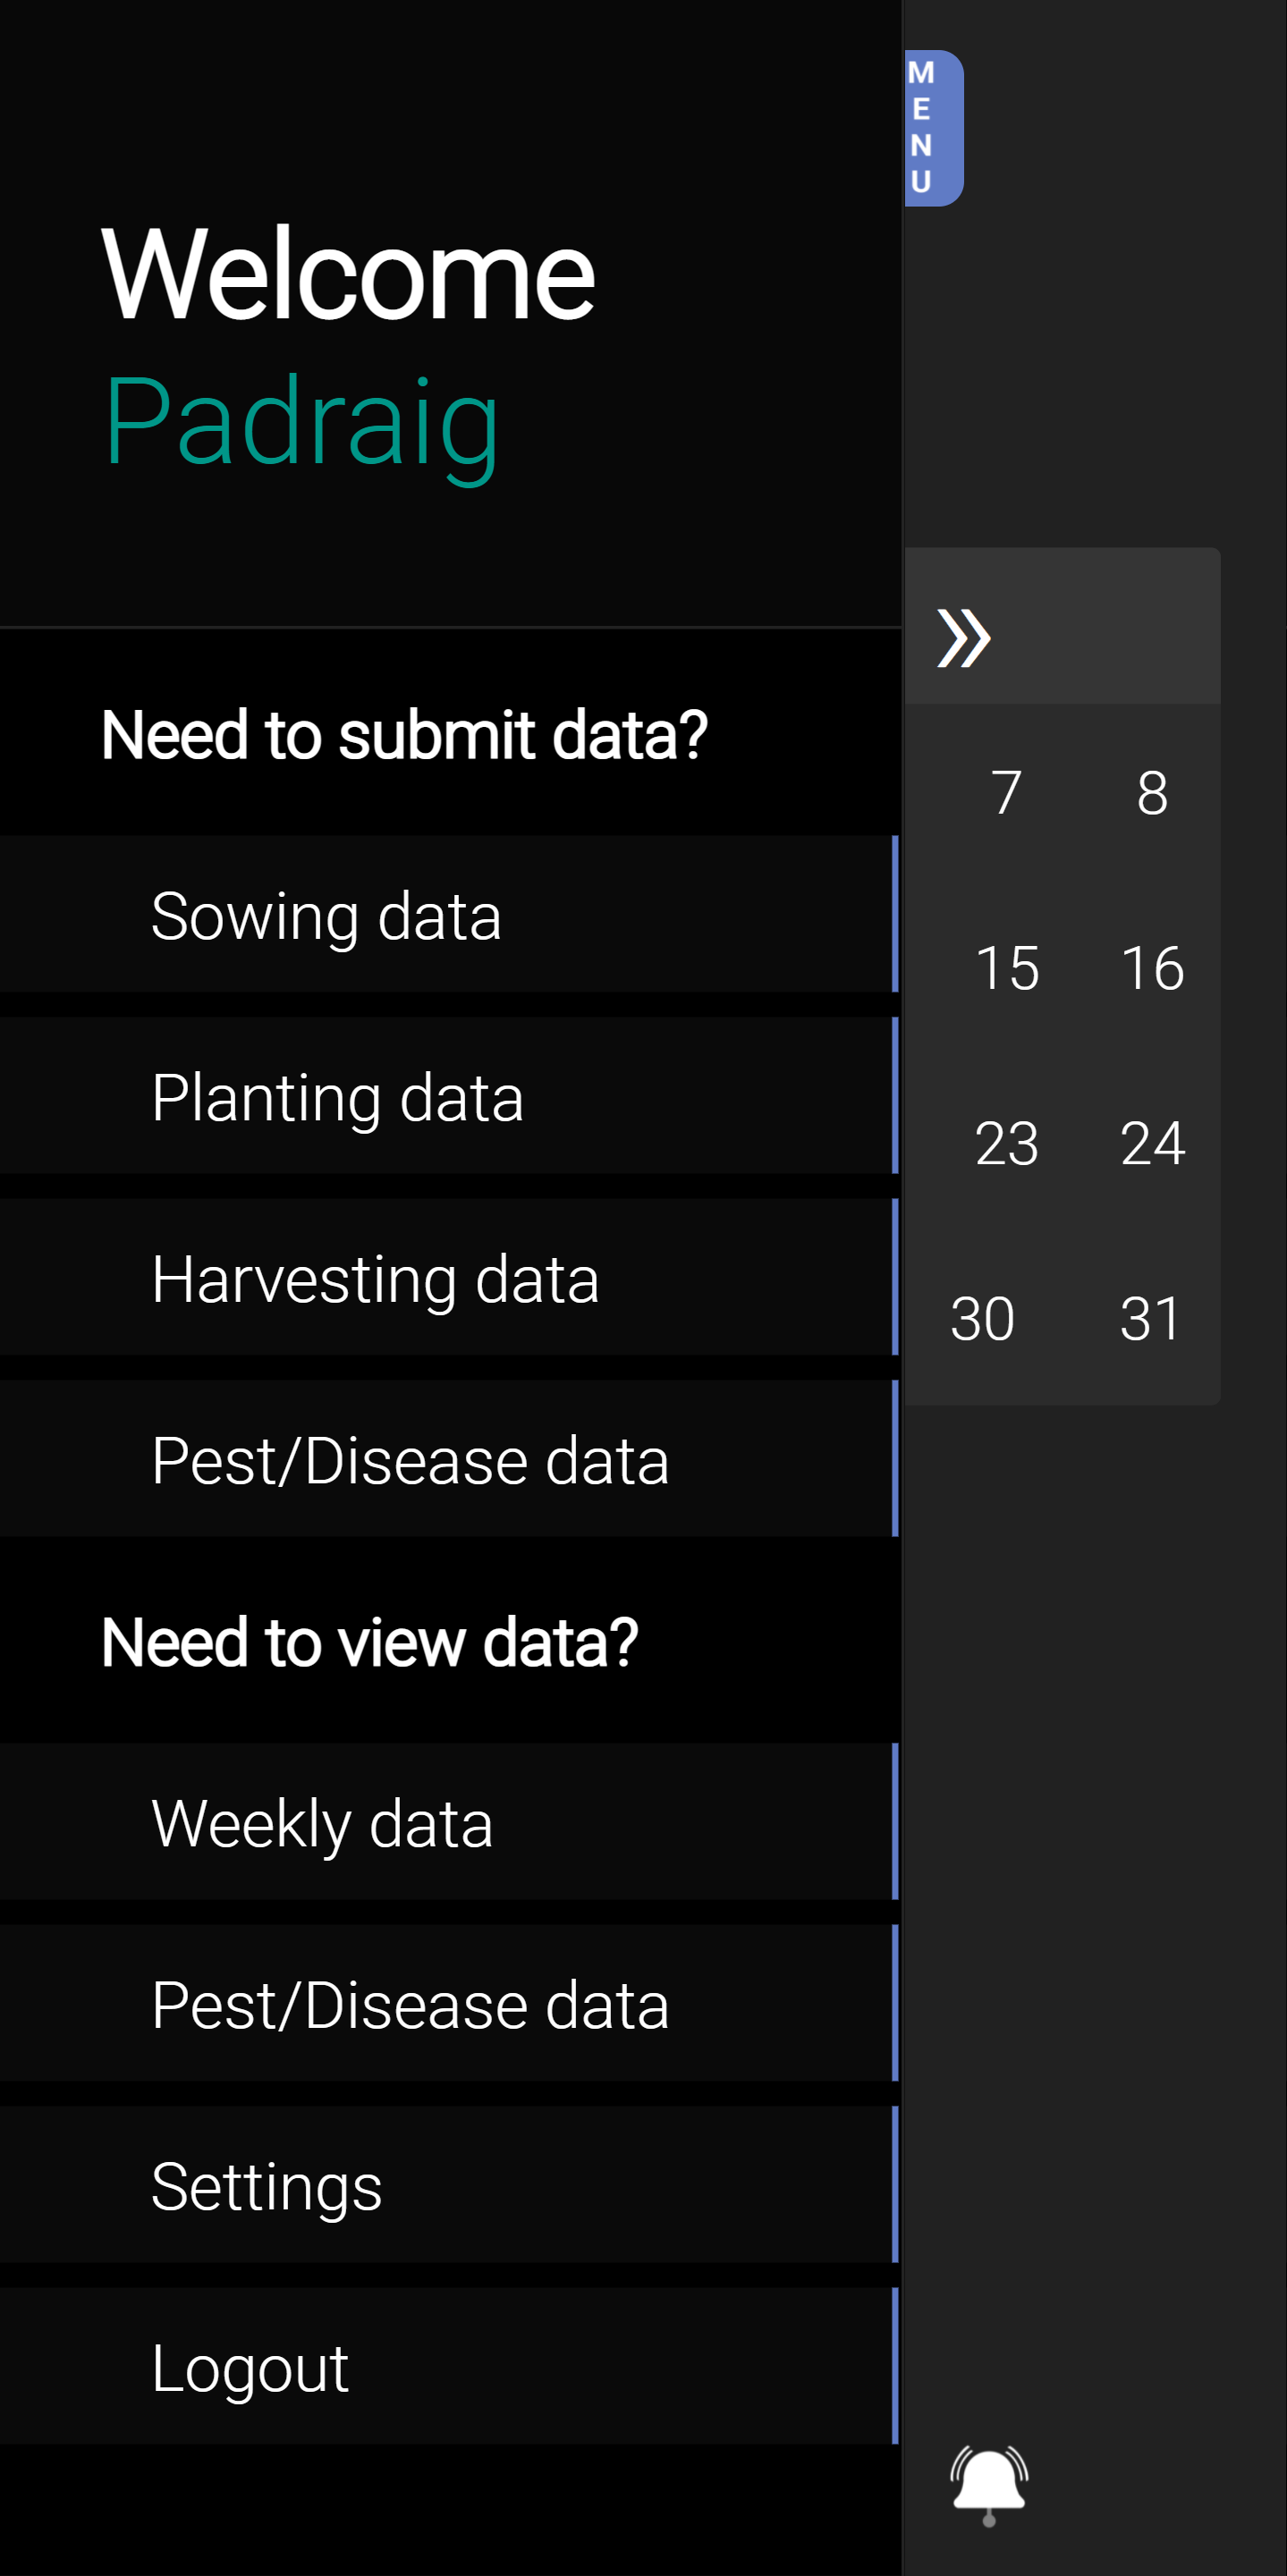 M
E
N
U
Welcome
Padraig
»
Need to submit data?
7 8
Sowing data
15 16
Planting data
23 24
Harvesting data
30 31
Pest/Disease data
Need to view data?
Weekly data
Pest/Disease data
Settings
Logout